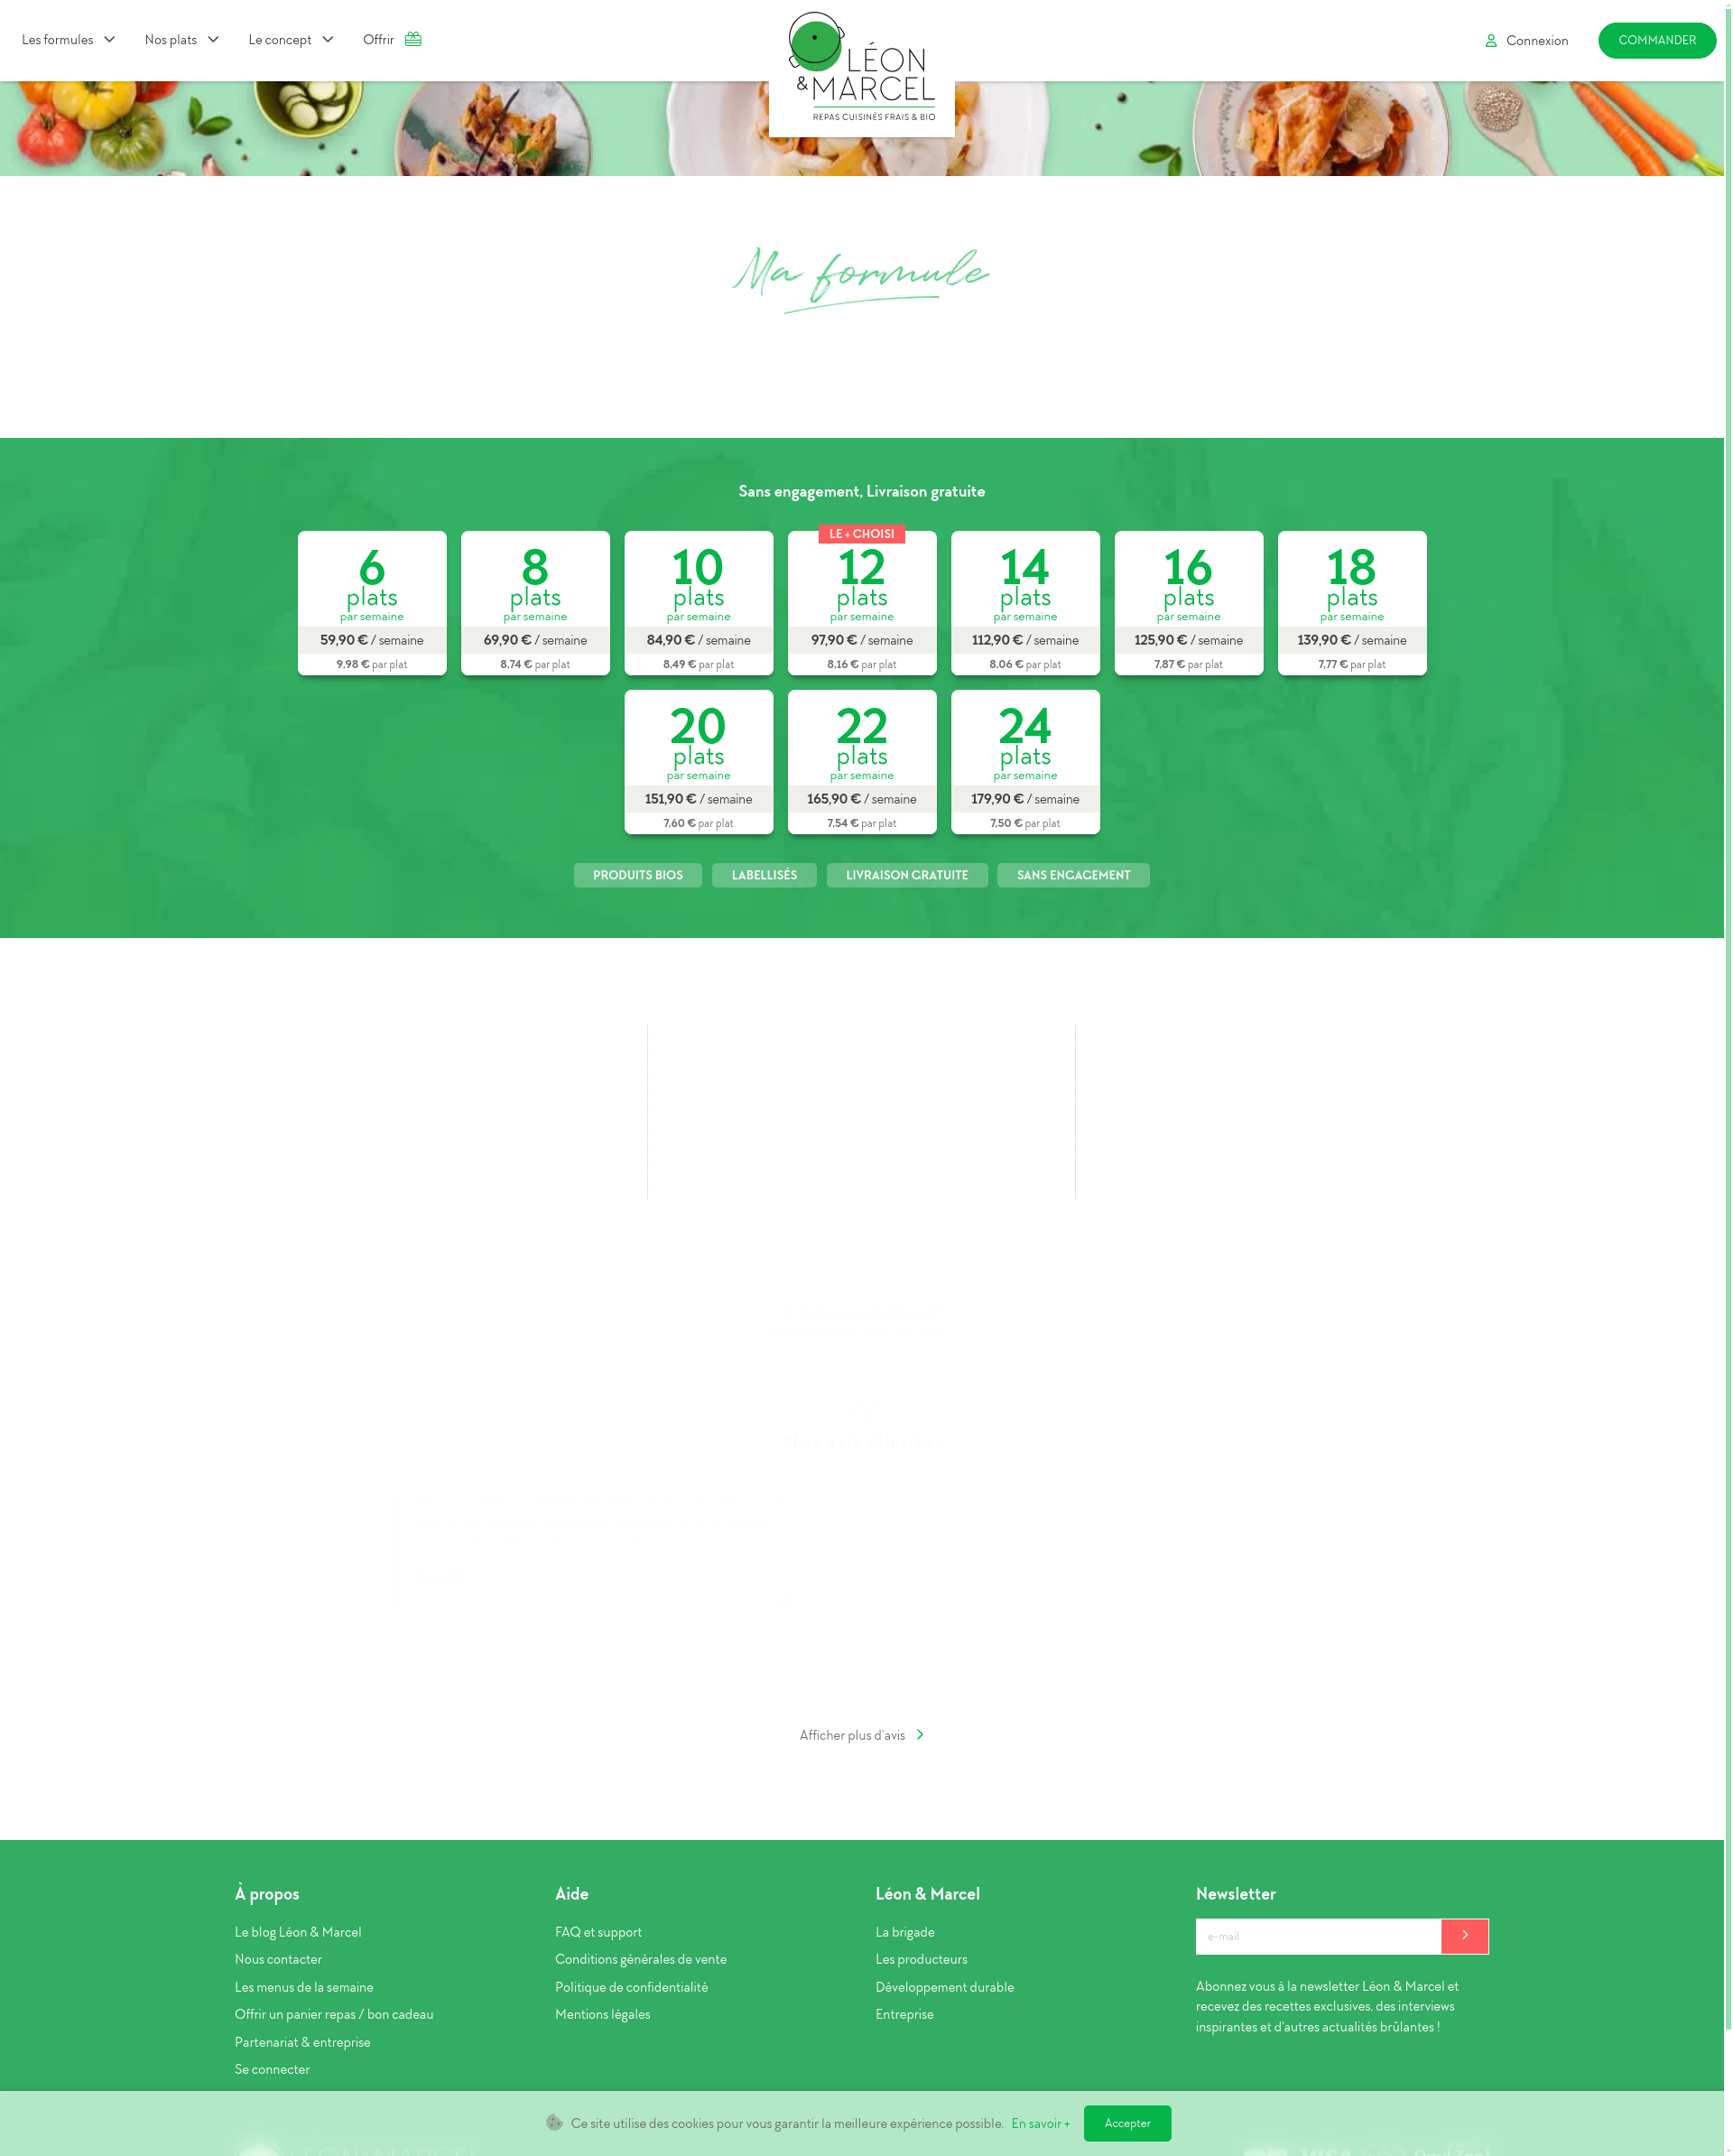 Les formules
Nos plats
Le concept
Offrir
LÉON
&MARCEL
REPAS CUISINÉS FRAIS & BIO
Connexion
COMMANDER
Ma formule
Sans engagement, Livraison gratuite
6
plats
par semaine
59,90 € / semaine
9,98 € par plat
8
plats
par semaine
69,90 € / semaine
8,74 € par plat
10
plats
par semaine
84,90 € / semaine
8,49 € par plat
LE + CHOISI
12
plats
par semaine
97,90 € / semaine
8,16 € par plat
14
plats
par semaine
112,90 € / semaine
8,06 € par plat
16
plats
par semaine
125,90 € / semaine
7,87 € par plat
18
plats
par semaine
139,90 € / semaine
7,77 € par plat
20
plats
par semaine
151,90 € / semaine
7,60 € par plat
22
plats
par semaine
165,90 € / semaine
7,54 € par plat
24
plats
par semaine
179,90 € / semaine
7,50 € par plat
PRODUITS BIOS
LABELLISÉS
LIVRAISON GRATUITE
SANS ENGAGEMENT
Afficher plus d'avis
À propos
Le blog Léon & Marcel
Nous contacter
Les menus de la semaine
Offrir un panier repas / bon cadeau
Partenariat & entreprise
Se connecter
Aide
FAQ et support
Conditions générales de vente
Politique de confidentialité
Mentions légales
Léon & Marcel
La brigade
Les producteurs
Développement durable
Entreprise
Newsletter
e-mail
Abonnez vous à la newsletter Léon & Marcel et
recevez des recettes exclusives, des interviews
inspirantes et d'autres actualités brûlantes !
Ce site utilise des cookies pour vous garantir la meilleure expérience possible. En savoir +
Accepter